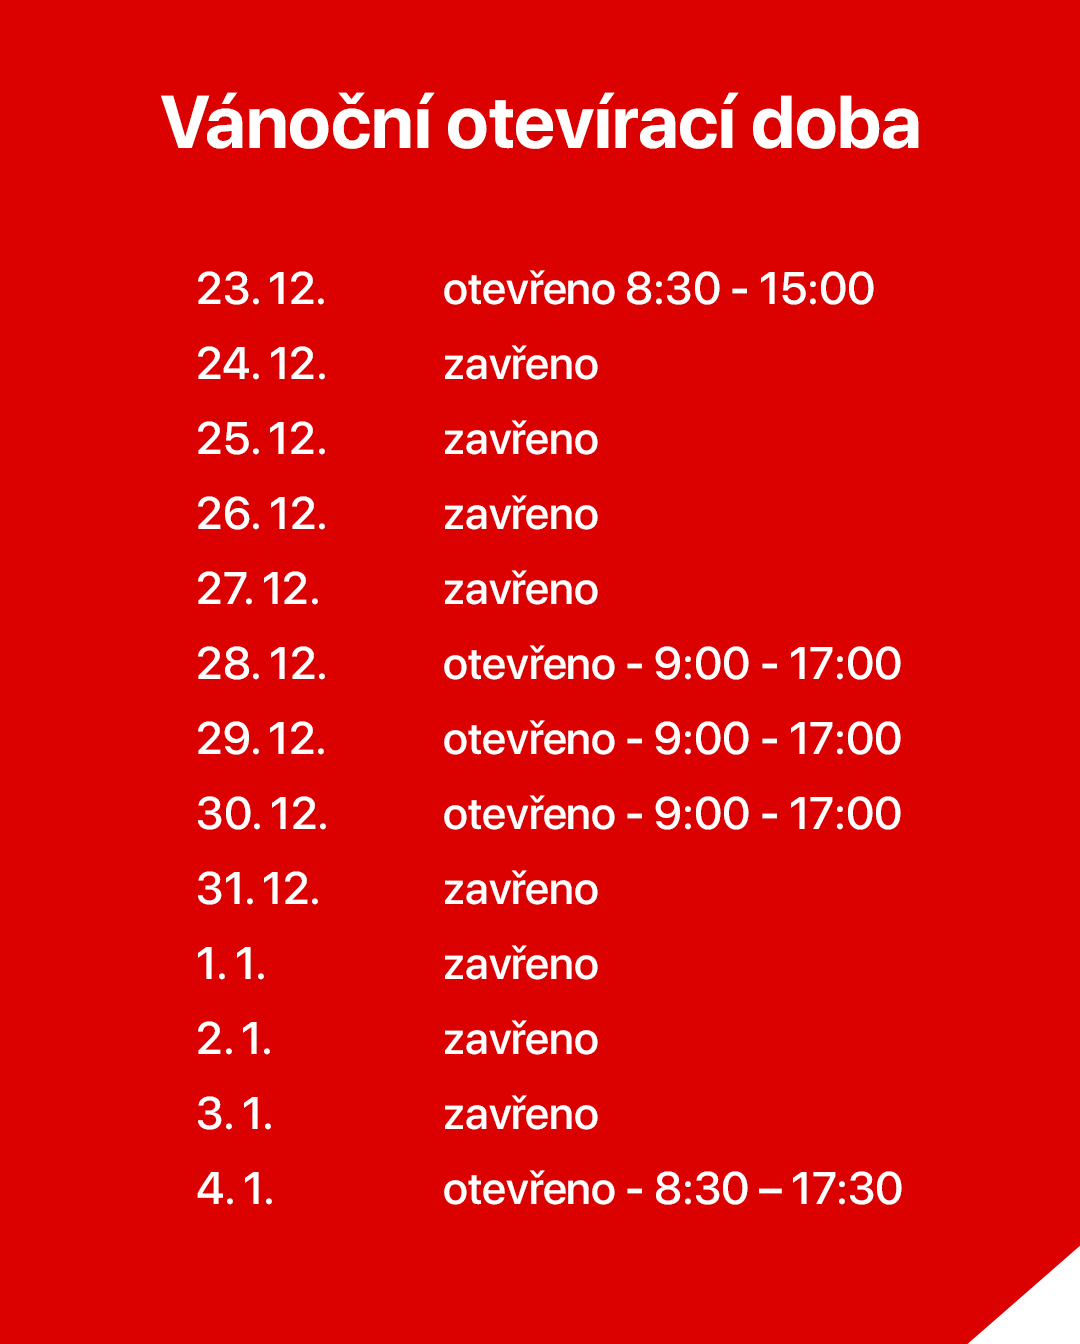 Vánoční otevírací doba
23. 12. otevřeno 8:30 - 15:00
24. 12. zavřeno
25. 12. zavřeno
26. 12. zavřeno
27. 12. zavřeno
28. 12. otevřeno - 9:00 - 17:00
29. 12. otevřeno - 9:00 - 17:00
30. 12. otevřeno - 9:00 - 17:00
31. 12. zavřeno
1. 1. zavřeno
2. 1. zavřeno
3. 1. zavřeno
4. 1. otevřeno - 8:30 – 17:30